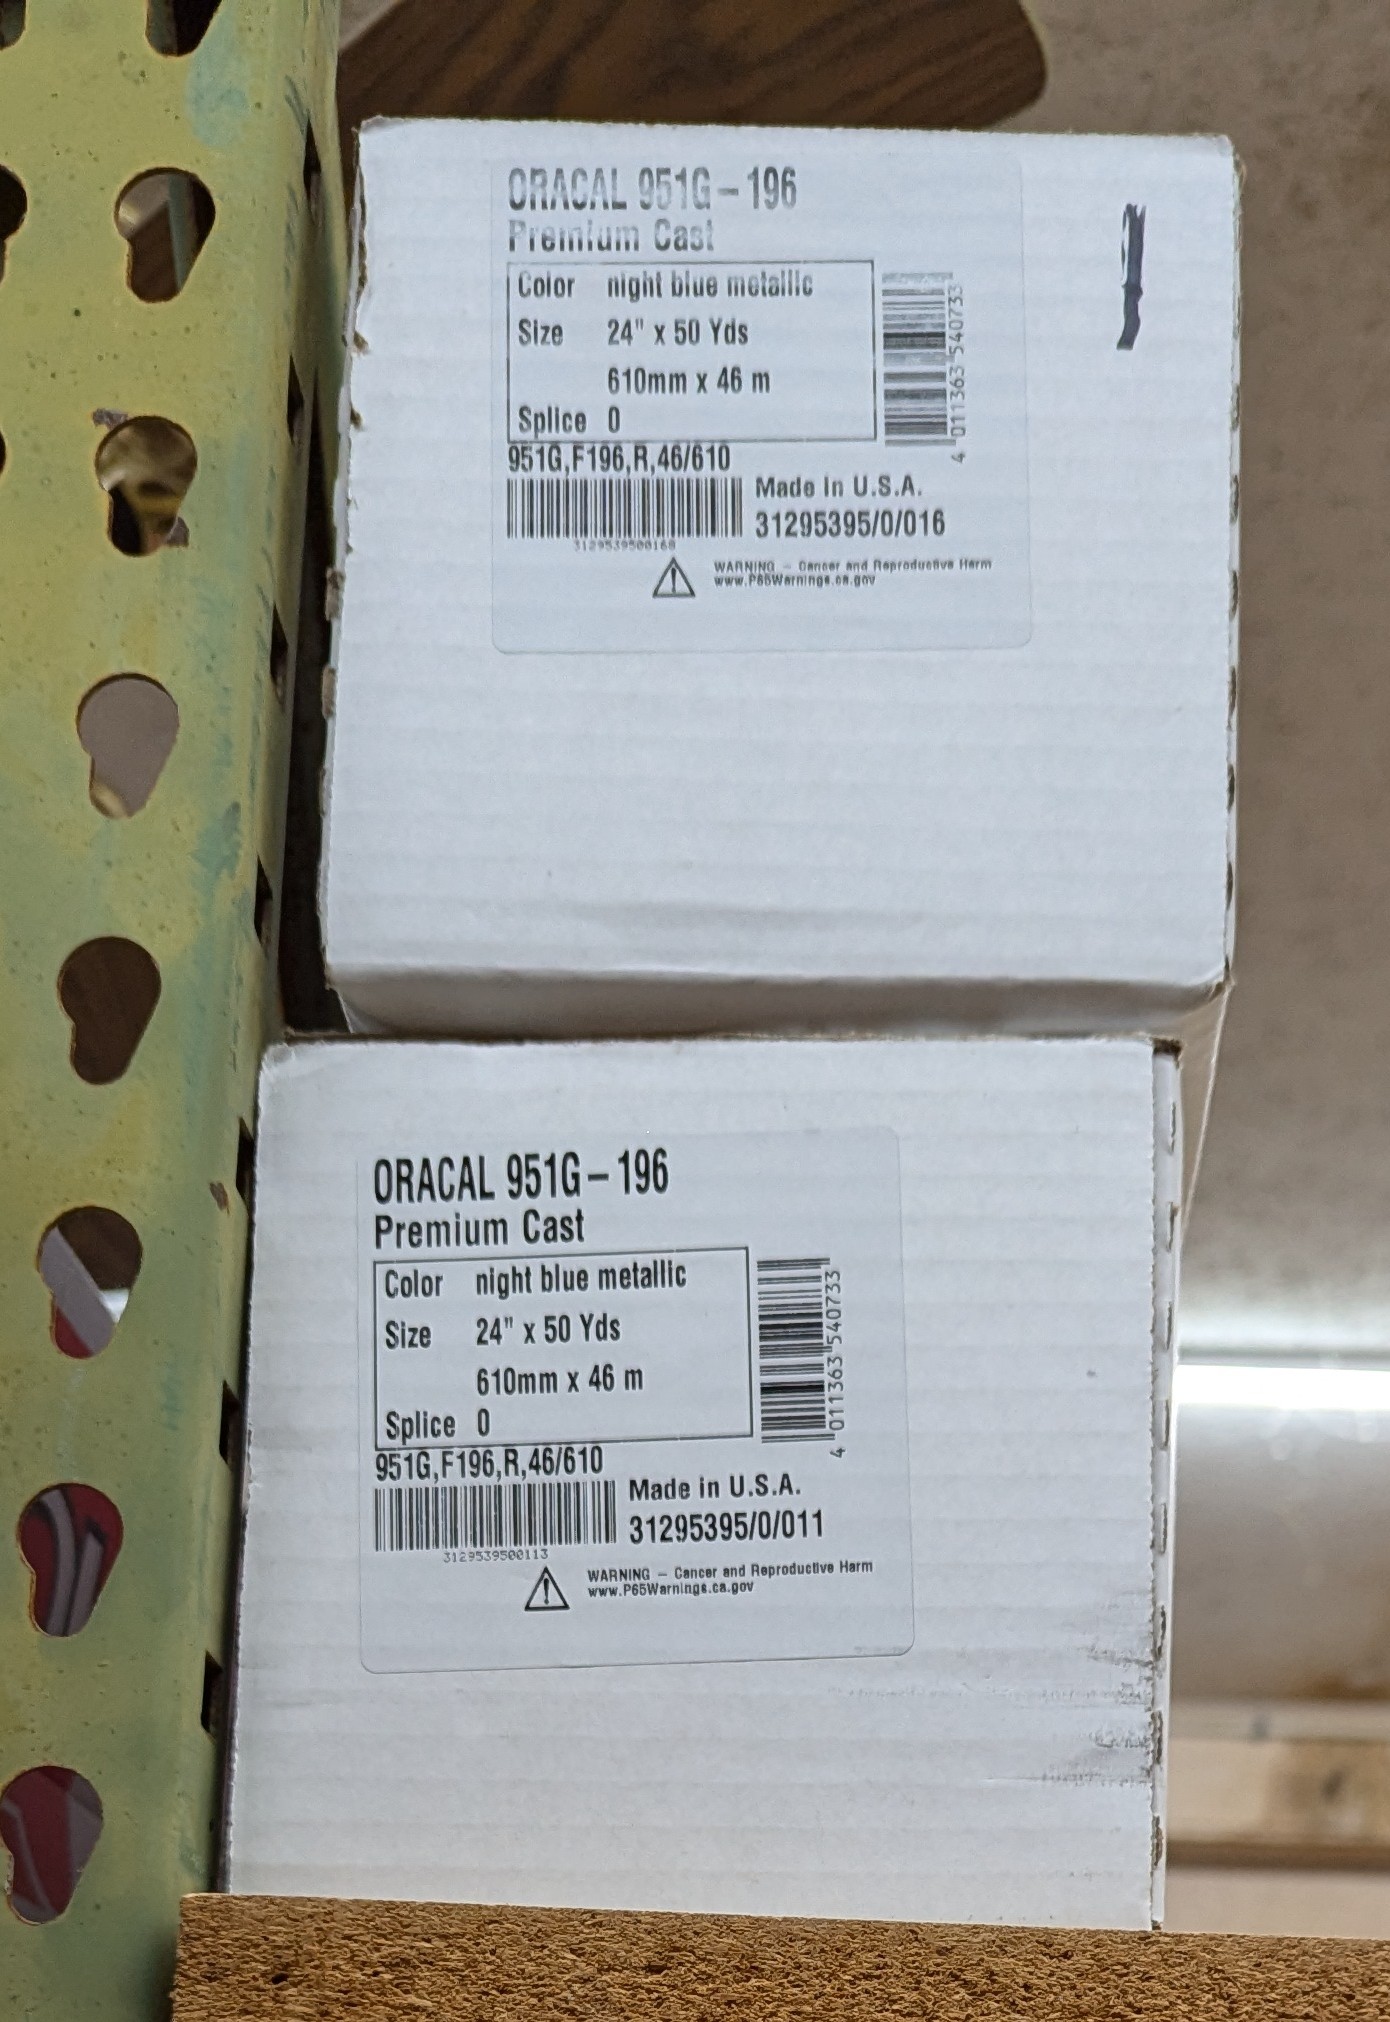 ORACAL 951G-196
Premium Cast
Color night blue metallic
Size 24" x 50 Yds
610mm x 46 m
Splice 0
4 011363 540733
951G,F196,R,46/610
Made in U.S.A.
31295395/0/016
3129539500168
WARNING - Cancer and Reproductive Harm
www.P65Warnings.ca.gov
ORACAL 951G-196
Premium Cast
Color night blue metallic
Size 24" x 50 Yds
610mm x 46 m
Splice 0
4 011363 540733
951G,F196,R,46/610
Made in U.S.A.
31295395/0/011
3129539500113
WARNING - Cancer and Reproductive Harm
www.P65Warnings.ca.gov